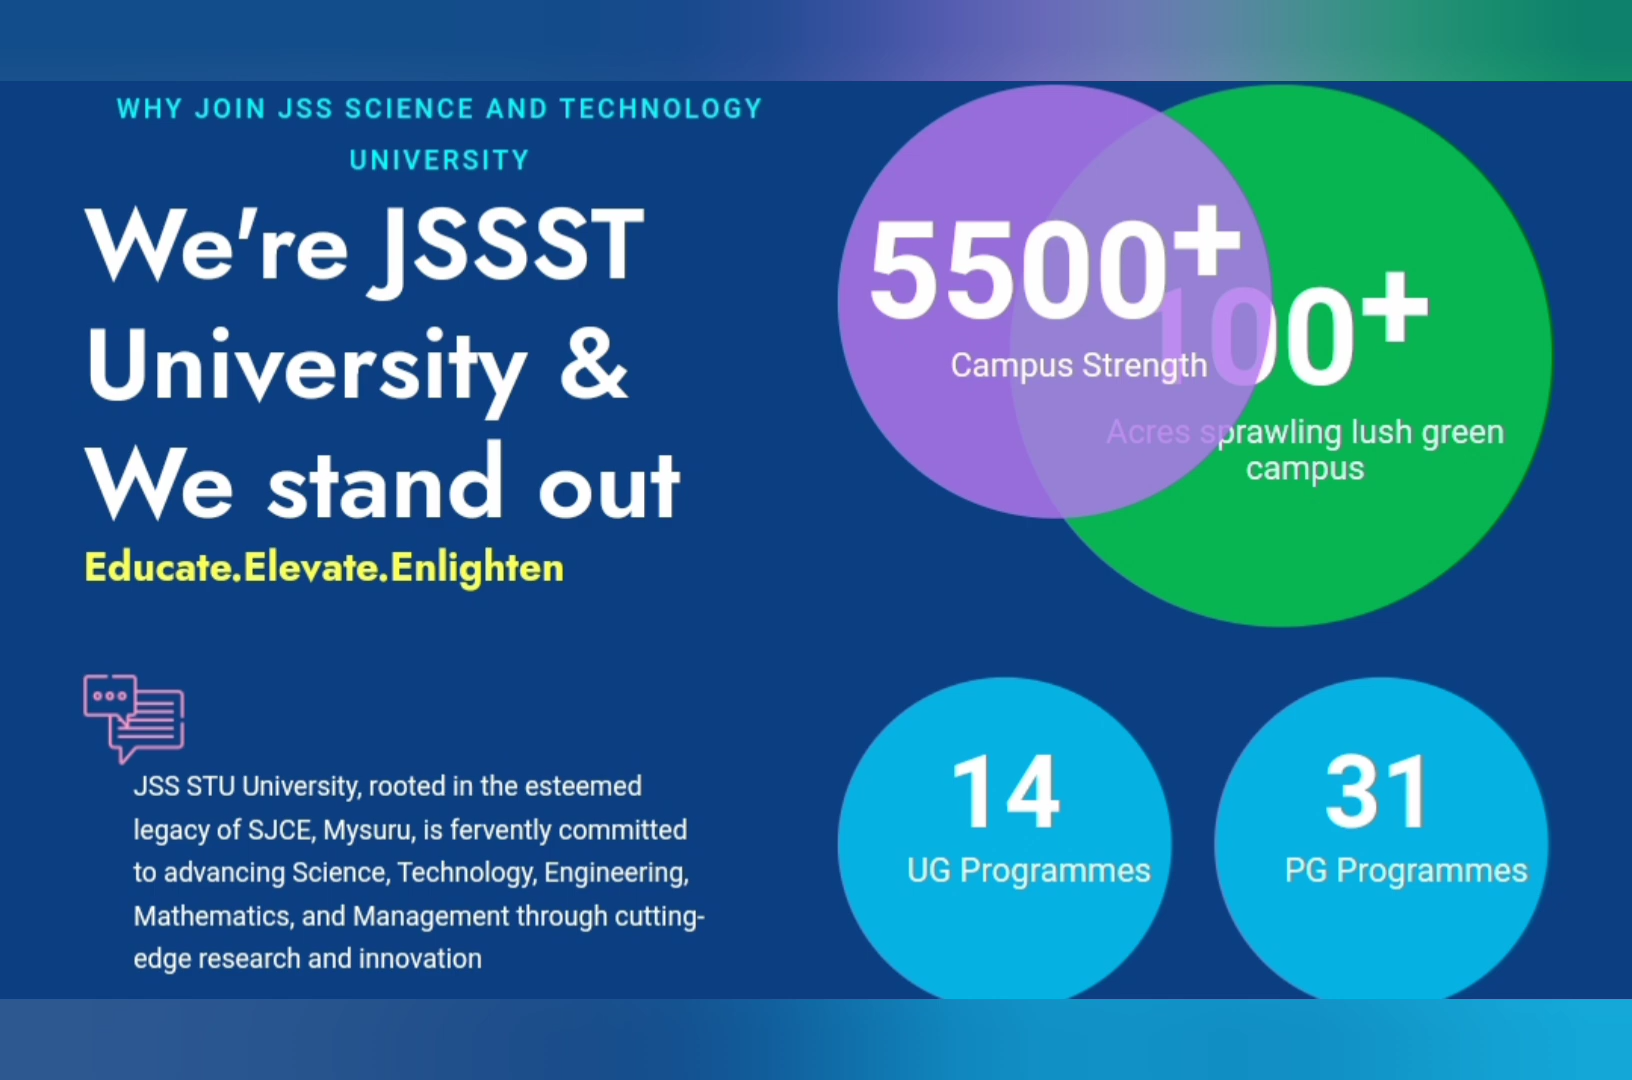 WHY JOIN JSS SCIENCE AND TECHNOLOGY
UNIVERSITY
We're JSSST
University &
We stand out
Educate.Elevate.Enlighten
JSS STU University, rooted in the esteemed
legacy of SJCE, Mysuru, is fervently committed
to advancing Science, Technology, Engineering,
Mathematics, and Management through cutting-
edge research and innovation
5500+
Campus Strength
100+
Acres sprawling lush green
campus
14
UG Programmes
31
PG Programmes